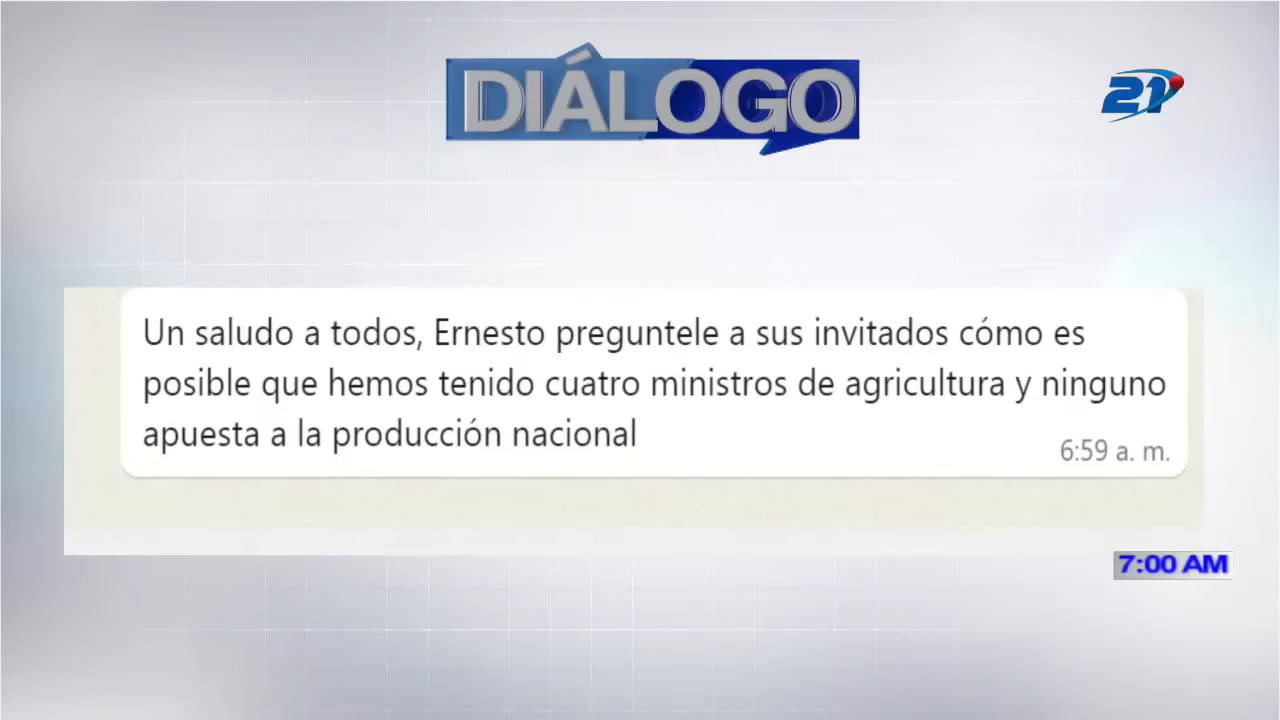 DIÁLOGO
21
Un saludo a todos, Ernesto preguntele a sus invitados cómo es
posible que hemos tenido cuatro ministros de agricultura y ninguno
apuesta a la producción nacional
6:59 a. m.
7:00 AM